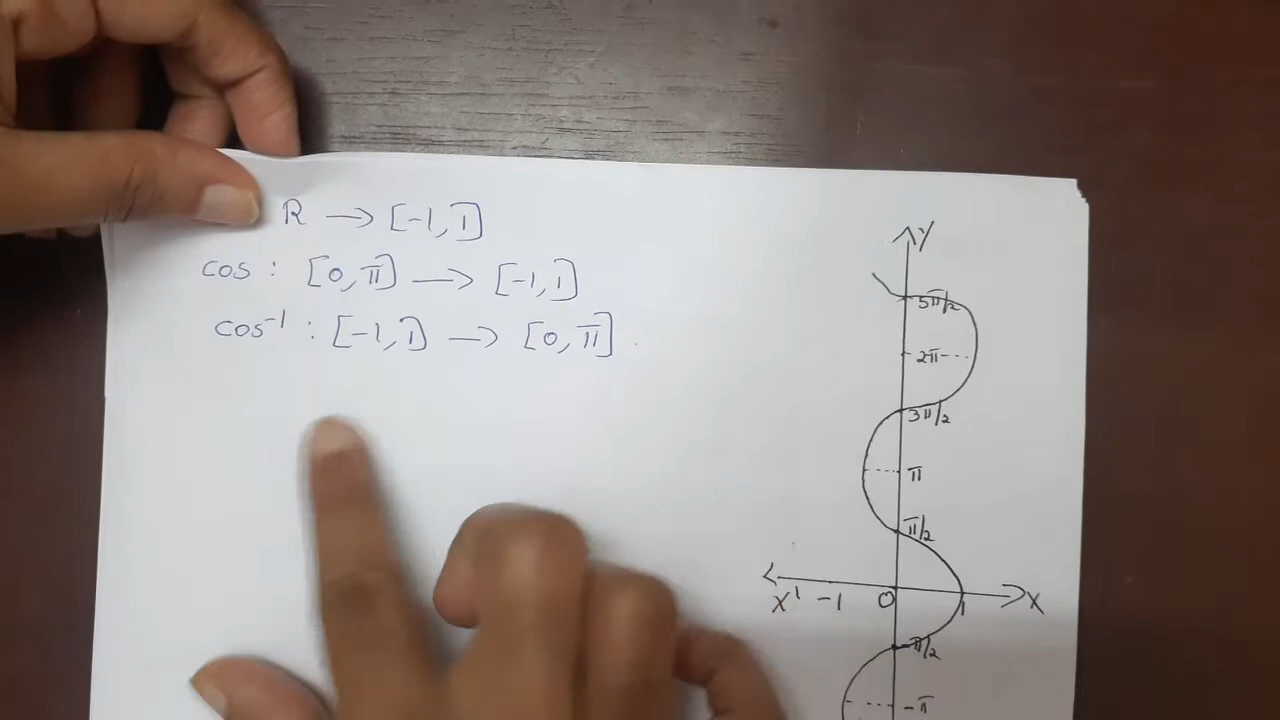 R → [-1, 1]
cos : [0, π] → [-1, 1]
cos⁻¹ : [-1, 1] → [0, π]
Y
5π/2
2π
3π/2
π
π/2
X' -1 0 1 X
-π/2
-π